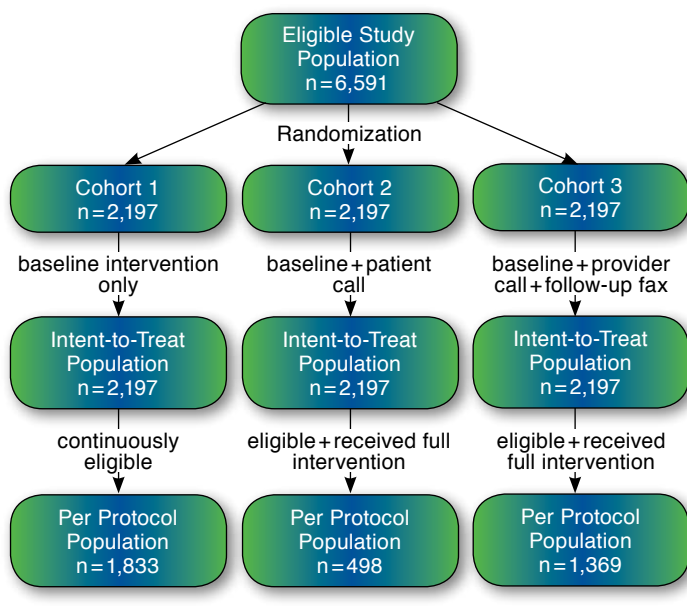 Eligible Study
Population
n=6,591
Randomization
Cohort 1
n=2,197
Cohort 2
n=2,197
Cohort 3
n=2,197
baseline intervention
only
baseline+patient
call
baseline+provider
call+follow-up fax
Intent-to-Treat
Population
n=2,197
Intent-to-Treat
Population
n=2,197
Intent-to-Treat
Population
n=2,197
continuously
eligible
eligible+received full
intervention
eligible+received
full intervention
Per Protocol
Population
n=1,833
Per Protocol
Population
n=498
Per Protocol
Population
n=1,369